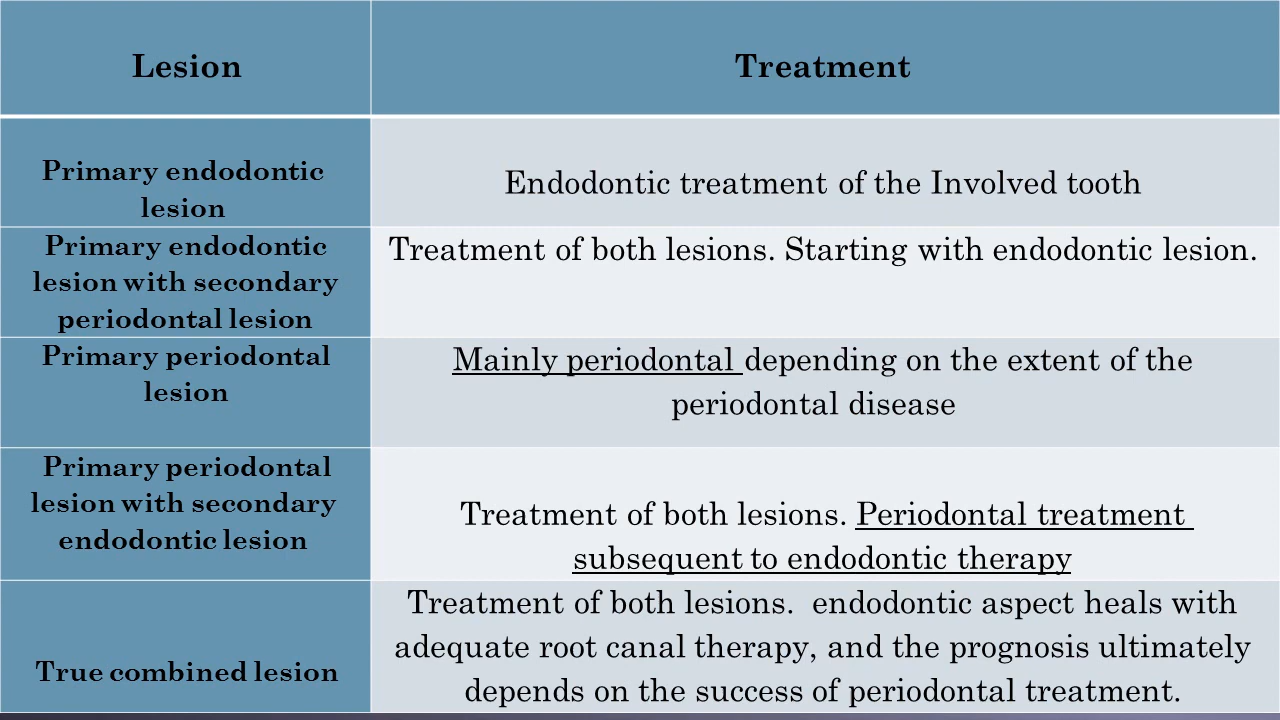 Lesion
Treatment
Primary endodontic
lesion
Endodontic treatment of the Involved tooth
Primary endodontic
lesion with secondary
periodontal lesion
Treatment of both lesions. Starting with endodontic lesion.
Primary periodontal
lesion
Mainly periodontal depending on the extent of the
periodontal disease
Primary periodontal
lesion with secondary
endodontic lesion
Treatment of both lesions. Periodontal treatment
subsequent to endodontic therapy
True combined lesion
Treatment of both lesions.  endodontic aspect heals with
adequate root canal therapy, and the prognosis ultimately
depends on the success of periodontal treatment.